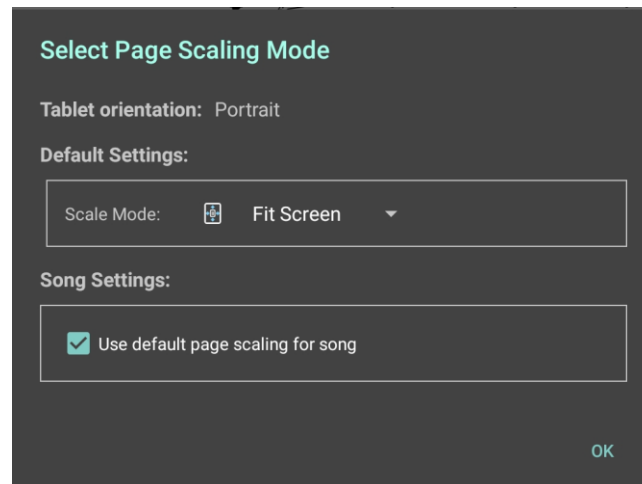 Select Page Scaling Mode
Tablet orientation: Portrait
Default Settings:
Scale Mode: Fit Screen
Song Settings:
Use default page scaling for song
OK